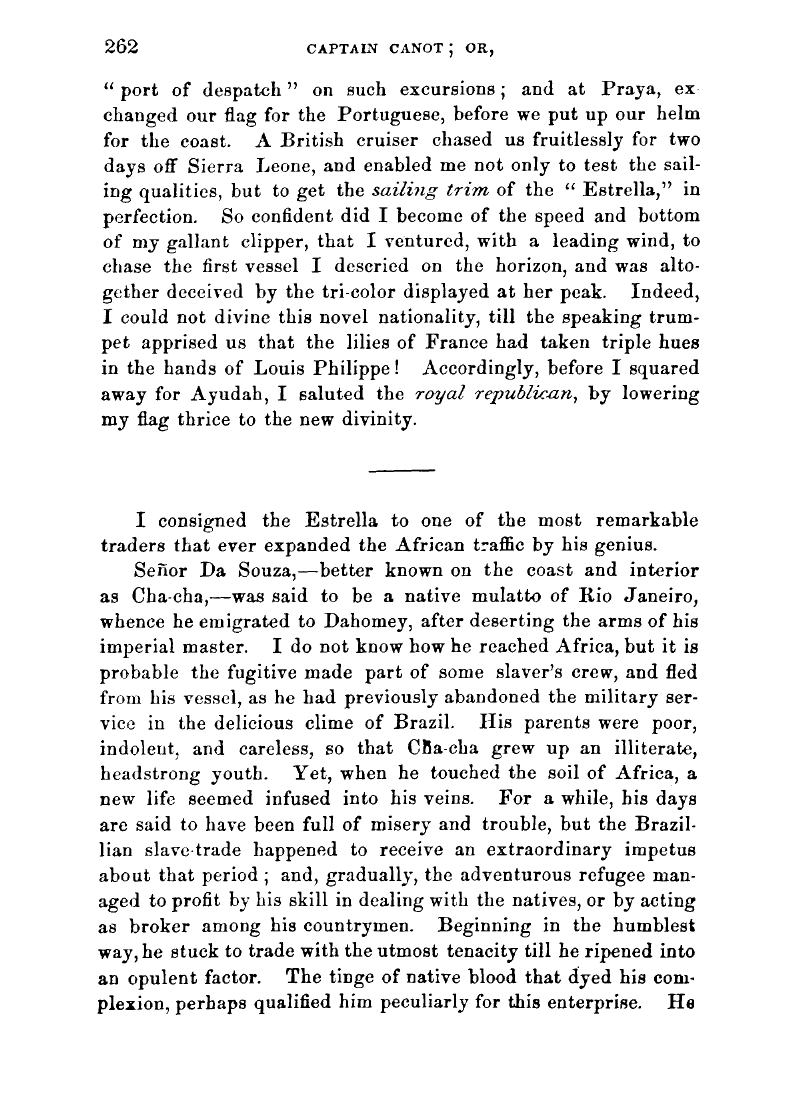 262 CAPTAIN CANOT; OR,
“port of despatch” on such excursions; and at Praya, ex
changed our flag for the Portuguese, before we put up our helm
for the coast. A British cruiser chased us fruitlessly for two
days off Sierra Leone, and enabled me not only to test the sail-
ing qualities, but to get the sailing trim of the “Estrella,” in
perfection. So confident did I become of the speed and bottom
of my gallant clipper, that I ventured, with a leading wind, to
chase the first vessel I descried on the horizon, and was alto-
gether deceived by the tri-color displayed at her peak. Indeed,
I could not divine this novel nationality, till the speaking trum-
pet apprised us that the lilies of France had taken triple hues
in the hands of Louis Philippe! Accordingly, before I squared
away for Ayudah, I saluted the royal republican, by lowering
my flag thrice to the new divinity.
I consigned the Estrella to one of the most remarkable
traders that ever expanded the African traffic by his genius.
Señor Da Souza,—better known on the coast and interior
as Cha-cha,—was said to be a native mulatto of Rio Janeiro,
whence he emigrated to Dahomey, after deserting the arms of his
imperial master. I do not know how he reached Africa, but it is
probable the fugitive made part of some slaver's crew, and fled
from his vessel, as he had previously abandoned the military ser-
vice in the delicious clime of Brazil. His parents were poor,
indolent, and careless, so that Cha-cha grew up an illiterate,
headstrong youth. Yet, when he touched the soil of Africa, a
new life seemed infused into his veins. For a while, his days
are said to have been full of misery and trouble, but the Brazil-
lian slave-trade happened to receive an extraordinary impetus
about that period; and, gradually, the adventurous refugee man-
aged to profit by his skill in dealing with the natives, or by acting
as broker among his countrymen. Beginning in the humblest
way, he stuck to trade with the utmost tenacity till he ripened into
an opulent factor. The tinge of native blood that dyed his com-
plexion, perhaps qualified him peculiarly for this enterprise. He